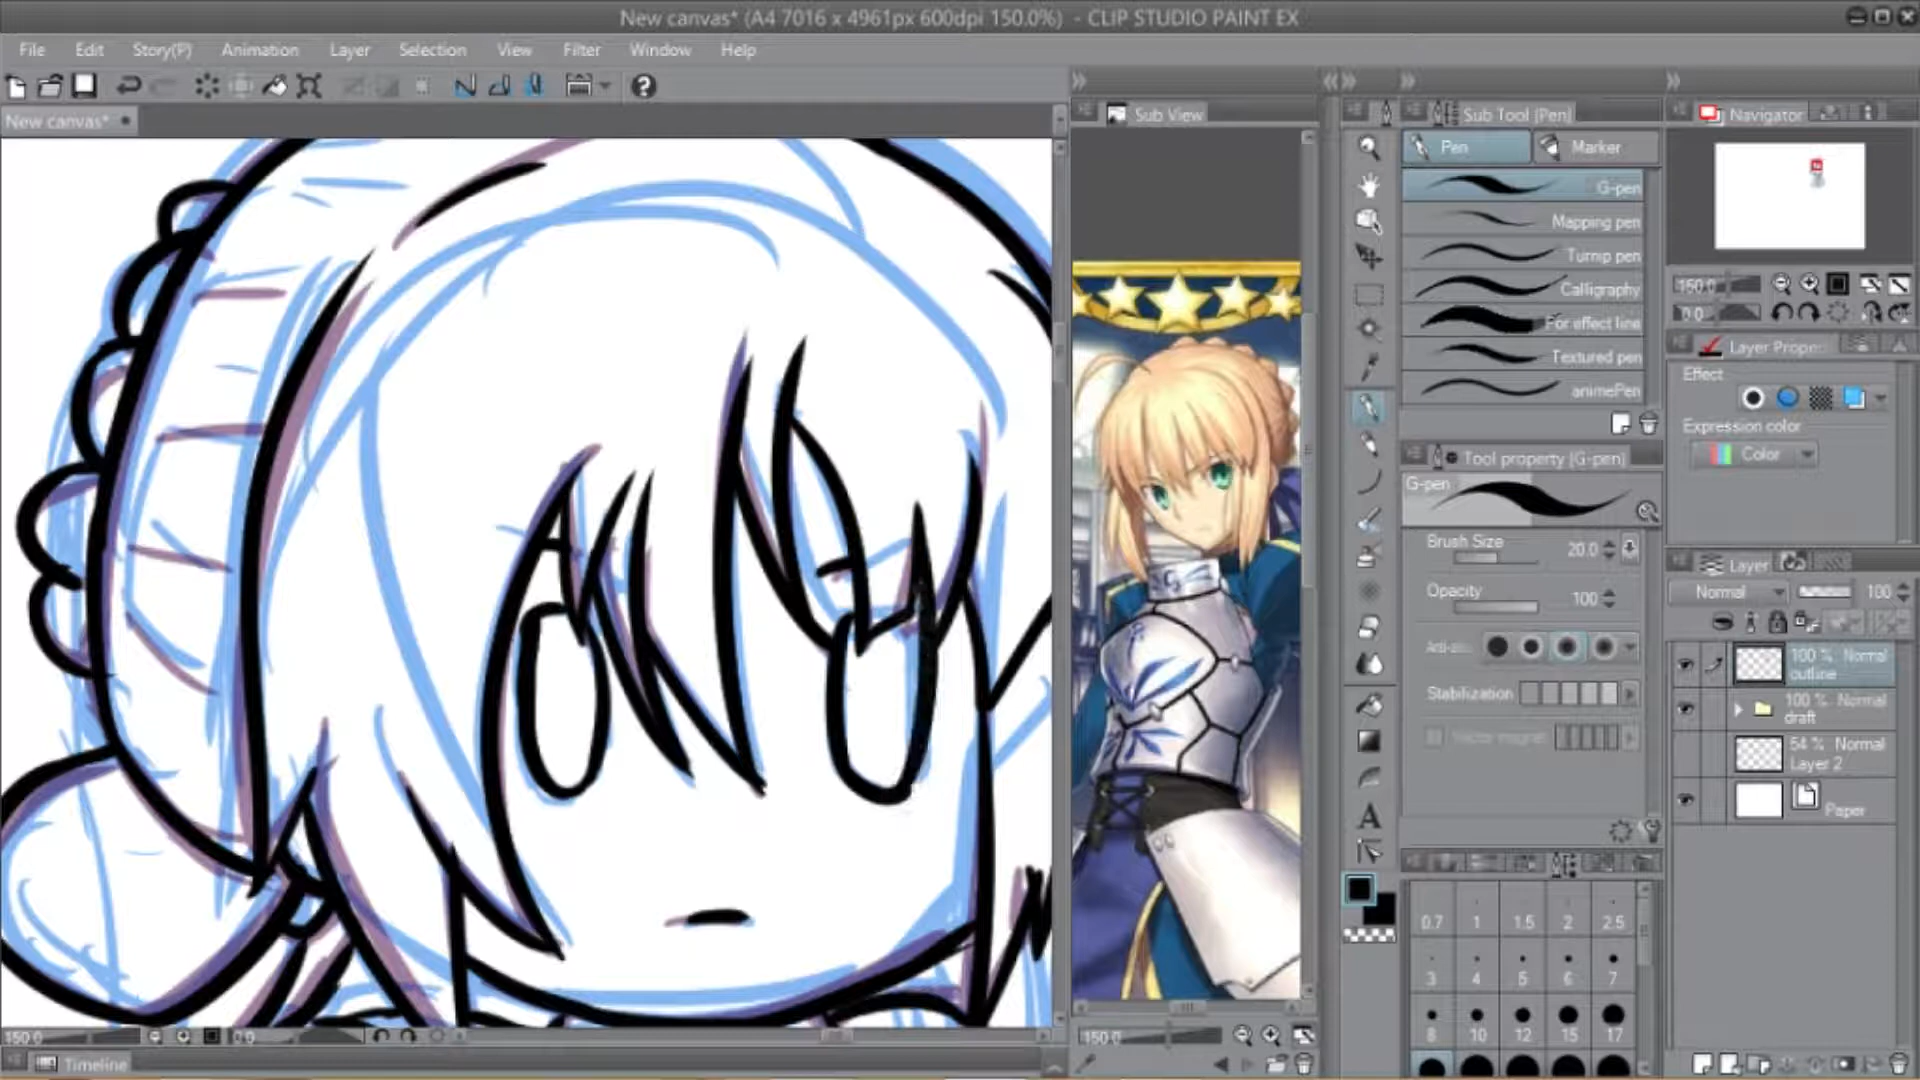 New canvas* (A4 7016 x 4961px 600dpi 150.0%) - CLIP STUDIO PAINT EX
File Edit Story(P) Animation Layer Selection View Filter Window Help
New canvas*
Sub View
Sub Tool [Pen]
Navigator
Pen
Marker
G-pen
Mapping pen
Turnip pen
Calligraphy
For effect line
Textured pen
animePen
150.0
0.0
Layer Proper
Effect
Expression color
Color
Tool property [G-pen]
G-pen
Brush Size 20.0
Opacity 100
Stabilization
Vector magnet
Layer
Normal 100
100 % Normal
outline
100 % Normal
draft
54 % Normal
Layer 2
Paper
A
0.7 1 1.5 2 2.5
3 4 5 6 7
8 10 12 15 17
150.0 0.0
150.0
Timeline